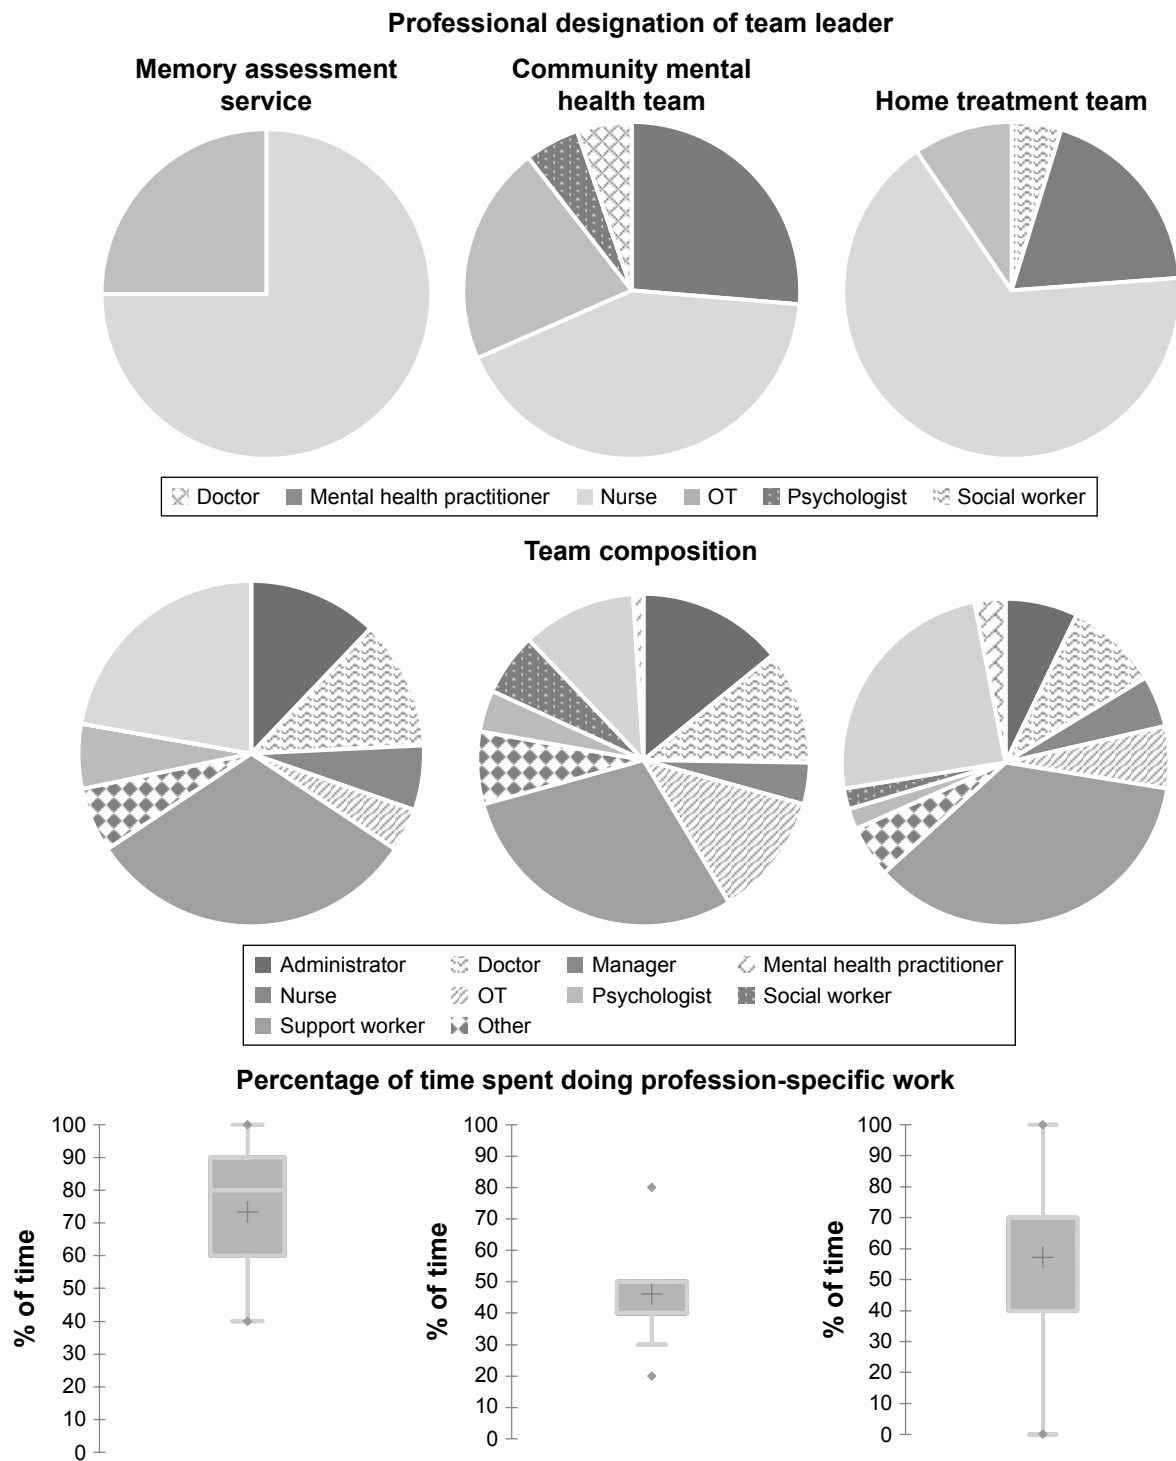 Professional designation of team leader
Memory assessment
service
Community mental
health team
Home treatment team
Doctor Mental health practitioner Nurse OT Psychologist Social worker
Team composition
Administrator Doctor Manager Mental health practitioner
Nurse OT Psychologist Social worker
Support worker Other
Percentage of time spent doing profession-specific work
% of time
100
90
80
70
60
50
40
30
20
10
0
% of time
100
90
80
70
60
50
40
30
20
10
0
% of time
100
90
80
70
60
50
40
30
20
10
0